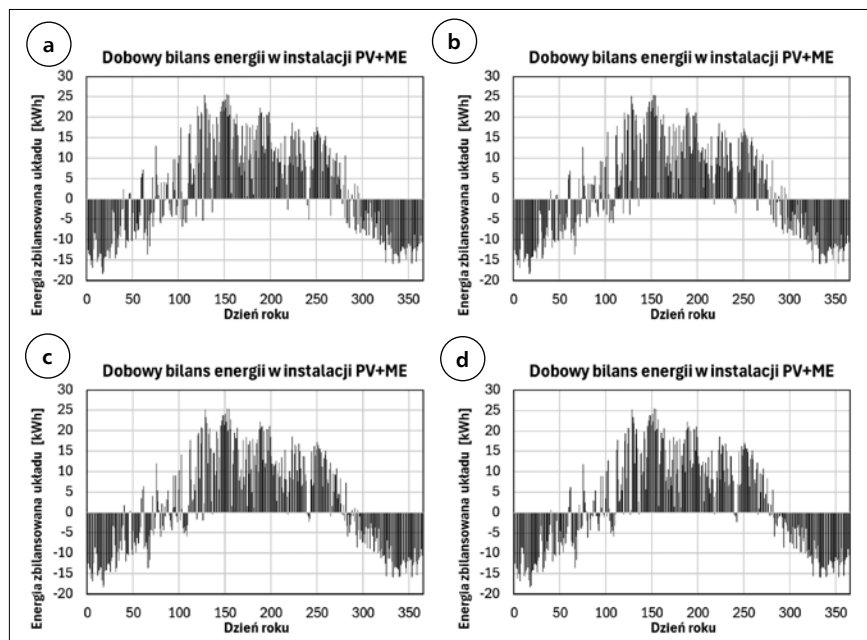 a
Dobowy bilans energii w instalacji PV+ME
Energia zbilansowana układu [kWh]
30
25
20
15
10
5
0
-5
-10
-15
-20
0 50 100 150 200 250 300 350
Dzień roku
b
Dobowy bilans energii w instalacji PV+ME
Energia zbilansowana układu [kWh]
30
25
20
15
10
5
0
-5
-10
-15
-20
0 50 100 150 200 250 300 350
Dzień roku
c
Dobowy bilans energii w instalacji PV+ME
Energia zbilansowana układu [kWh]
30
25
20
15
10
5
0
-5
-10
-15
-20
0 50 100 150 200 250 300 350
Dzień roku
d
Dobowy bilans energii w instalacji PV+ME
Energia zbilansowana układu [kWh]
30
25
20
15
10
5
0
-5
-10
-15
-20
0 50 100 150 200 250 300 350
Dzień roku